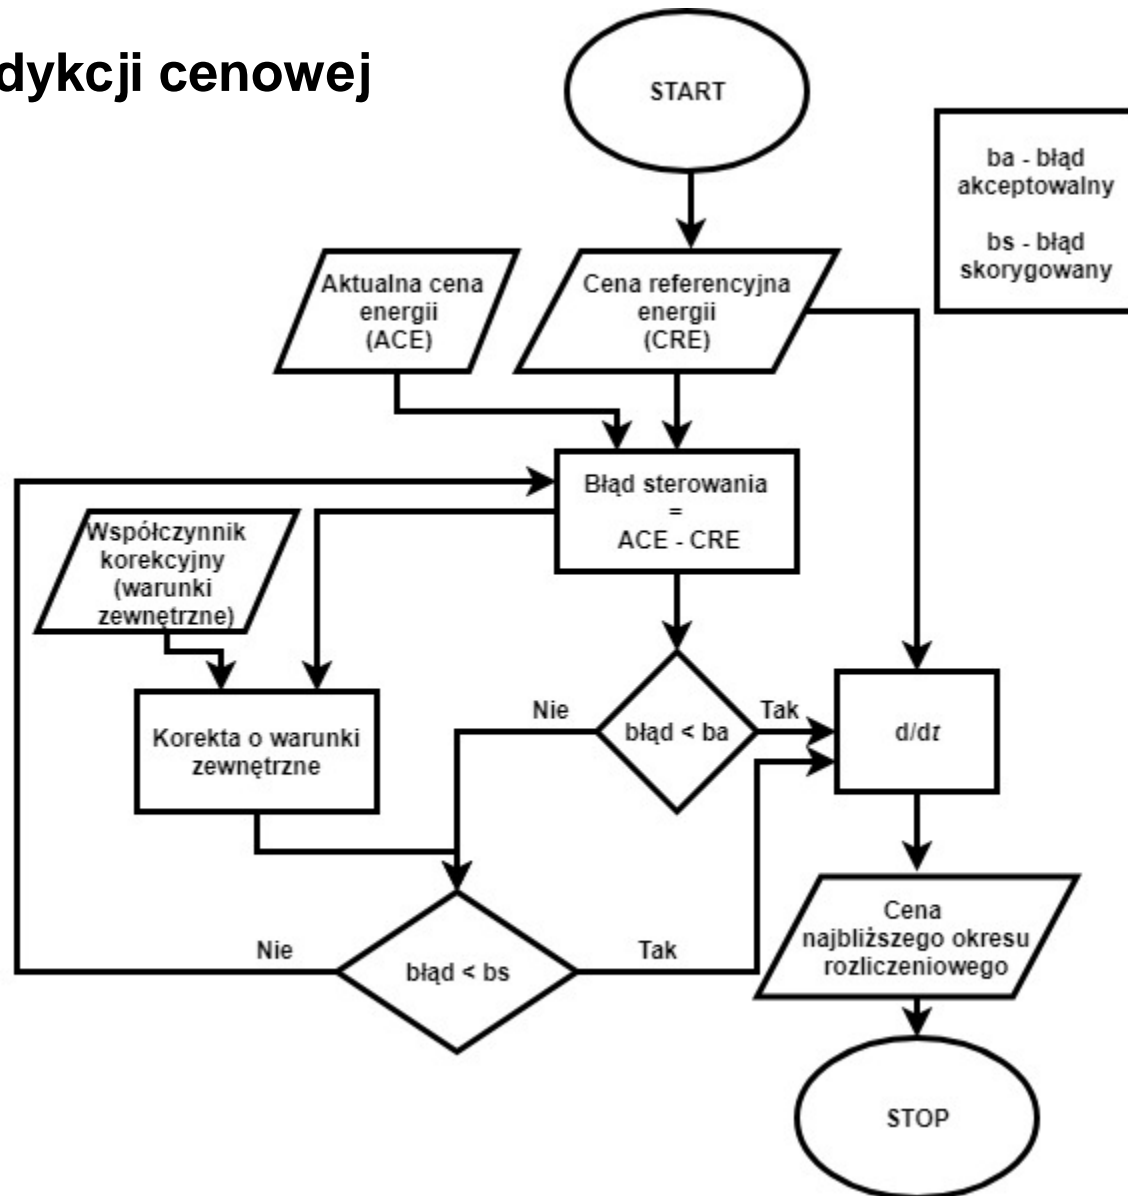 dykcji cenowej
START
ba - błąd
akceptowalny
bs - błąd
skorygowany
Aktualna cena
energii
(ACE)
Cena referencyjna
energii
(CRE)
Błąd sterowania
=
ACE - CRE
Współczynnik
korekcyjny
(warunki
zewnętrzne)
Korekta o warunki
zewnętrzne
Nie
błąd < ba
Tak
d/dt
Nie
błąd < bs
Tak
Cena
najbliższego okresu
rozliczeniowego
STOP